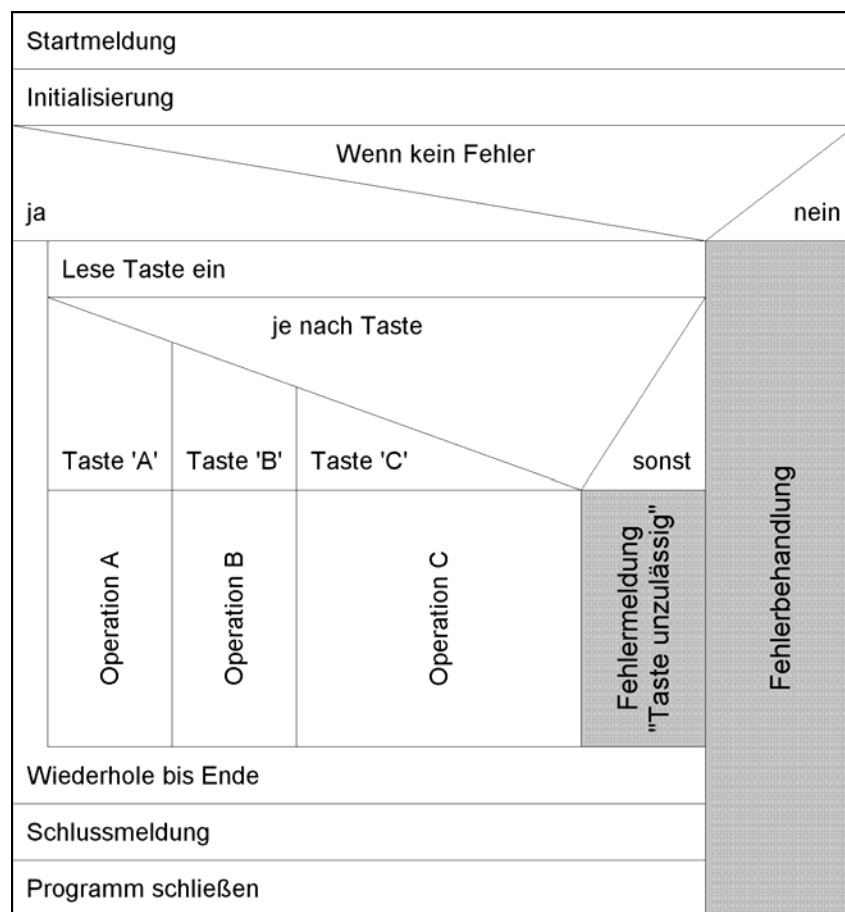 Startmeldung
Initialisierung
Wenn kein Fehler
ja
nein
Lese Taste ein
je nach Taste
Taste 'A'
Taste 'B'
Taste 'C'
sonst
Operation A
Operation B
Operation C
Fehlermeldung
"Taste unzulässig"
Fehlerbehandlung
Wiederhole bis Ende
Schlussmeldung
Programm schließen